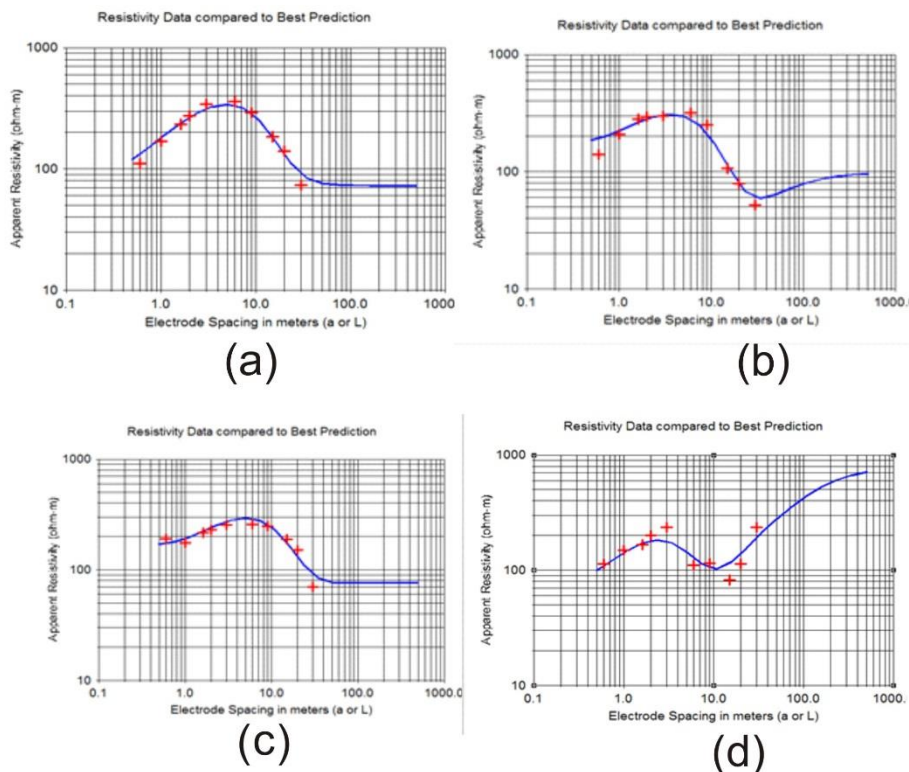 Resistivity Data compared to Best Prediction
1000
100
10
Apparent Resistivity (ohm-m)
0.1 1.0 10.0 100.0 1000
Electrode Spacing in meters (a or L)
(a)
Resistivity Data compared to Best Prediction
1000
100
10
Apparent Resistivity (ohm-m)
0.1 1.0 10.0 100.0 1000.
Electrode Spacing in meters (a or L)
(b)
Resistivity Data compared to Best Prediction
1000
100
10
Apparent Resistivity (ohm-m)
0.1 1.0 10.0 100.0 1000.
Electrode Spacing in meters (a or L)
(c)
Resistivity Data compared to Best Prediction
1000
100
10
Apparent Resistivity (ohm-m)
0.1 1.0 10.0 100.0 1000.0
Electrode Spacing in meters (a or L)
(d)